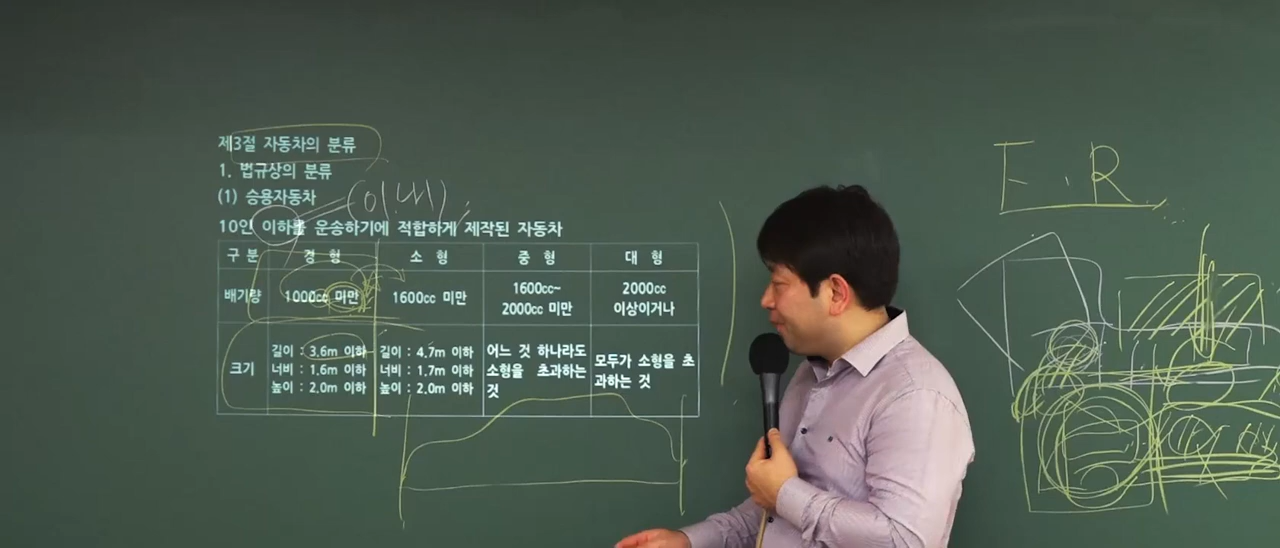 제3절 자동차의 분류
1. 법규상의 분류
(1) 승용자동차
(이내)
10인 이하를 운송하기에 적합하게 제작된 자동차
구 분 경 형 소 형 중 형 대 형
배기량 1000cc 미만 1600cc 미만 1600cc~ 2000cc 미만 2000cc 이상이거나
크기 길이 : 3.6m 이하 너비 : 1.6m 이하 높이 : 2.0m 이하 길이 : 4.7m 이하 너비 : 1.7m 이하 높이 : 2.0m 이하 어느 것 하나라도 소형을 초과하는 것 모두가 소형을 초과하는 것
F.R